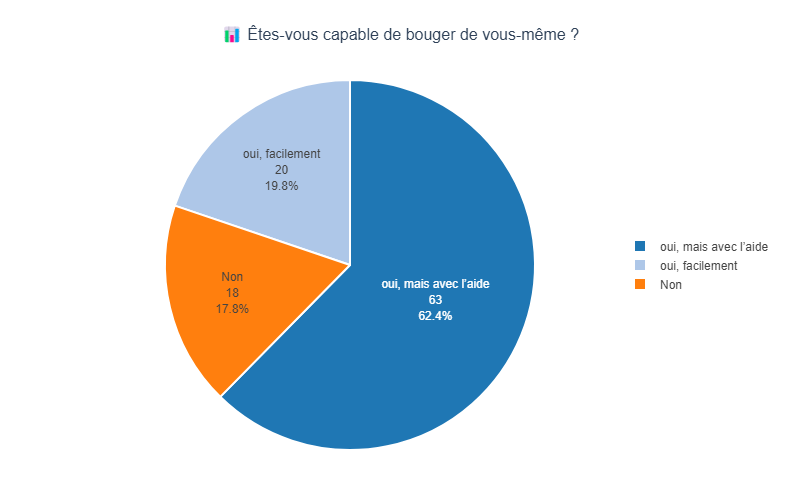 📊 Êtes-vous capable de bouger de vous-même ?
oui, facilement
20
19.8%
Non
18
17.8%
oui, mais avec l’aide
63
62.4%
oui, mais avec l’aide
oui, facilement
Non